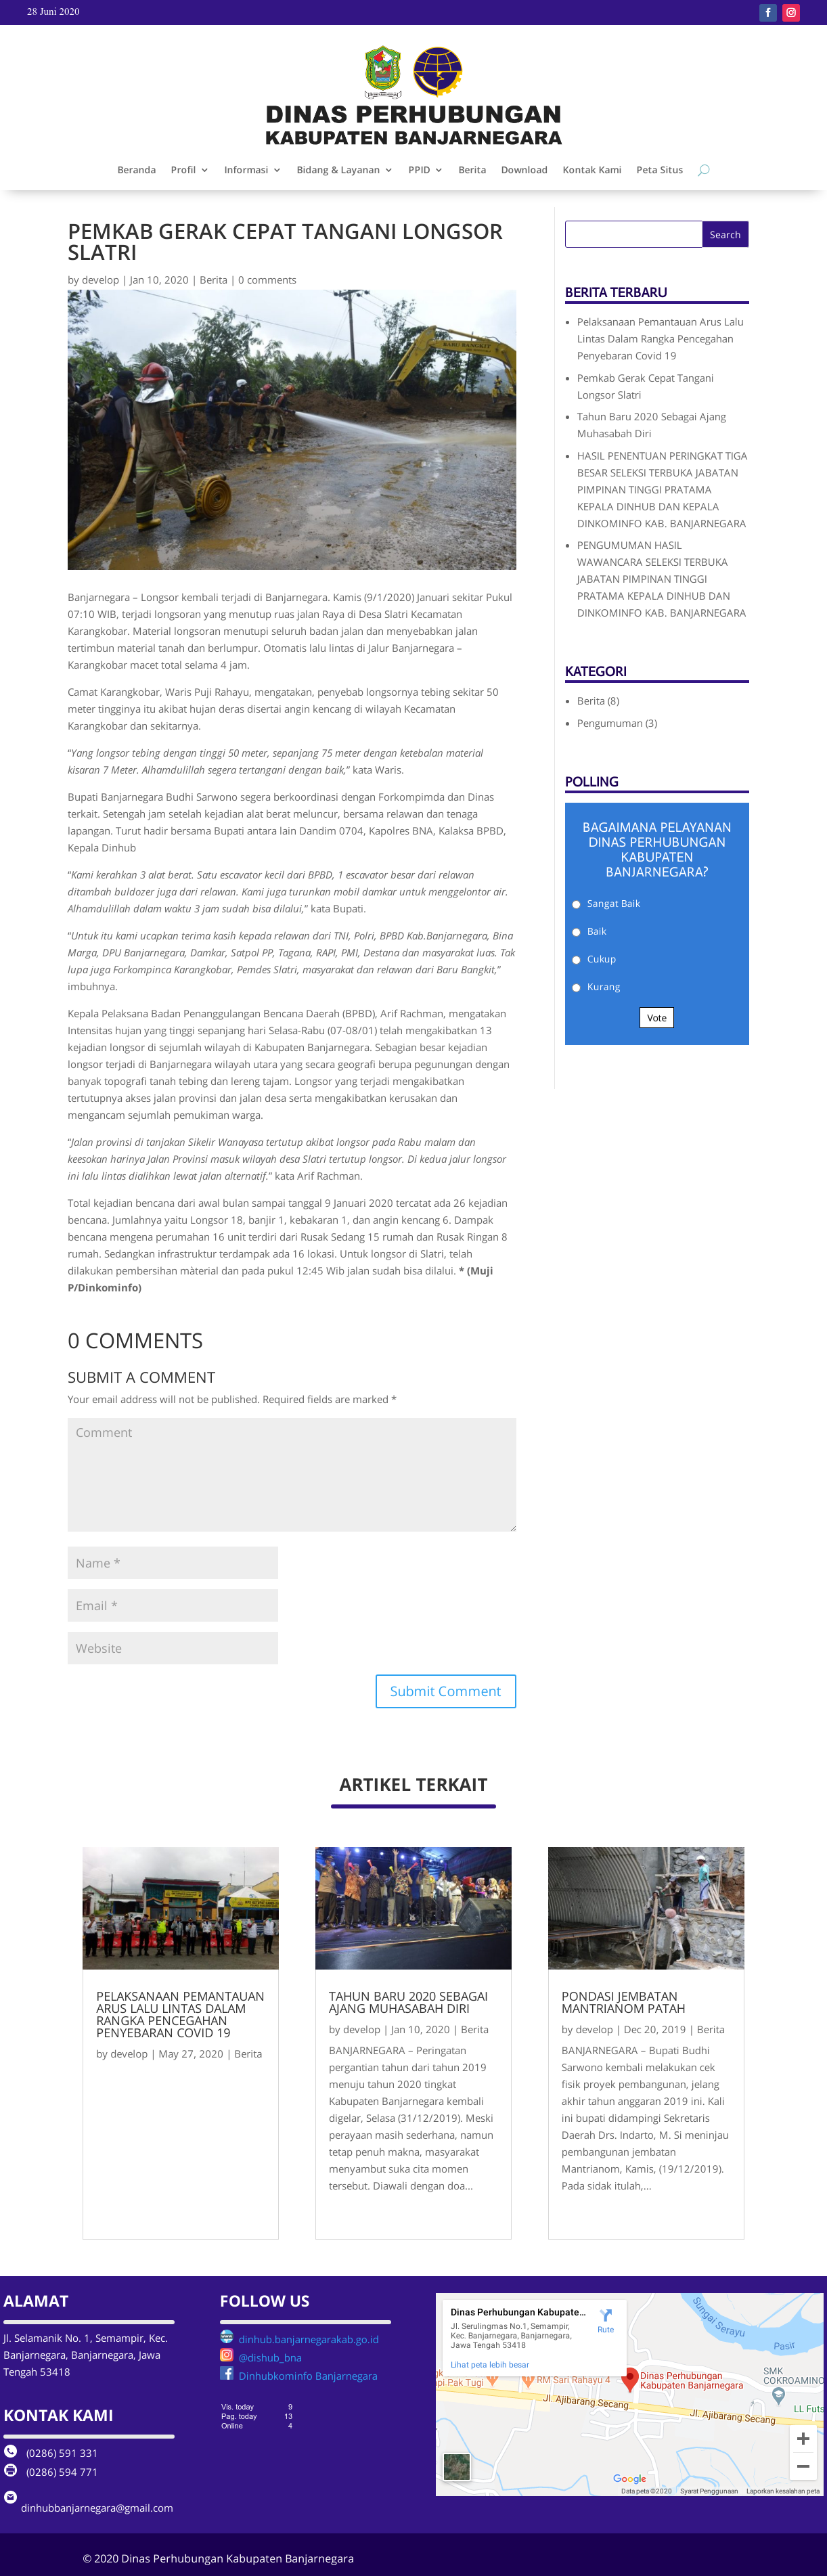 28 Juni 2020
DINAS PERHUBUNGAN
KABUPATEN BANJARNEGARA
Beranda Profil Informasi Bidang & Layanan PPID Berita Download Kontak Kami Peta Situs
PEMKAB GERAK CEPAT TANGANI LONGSOR
SLATRI
by develop | Jan 10, 2020 | Berita | 0 comments
Banjarnegara – Longsor kembali terjadi di Banjarnegara. Kamis (9/1/2020) Januari sekitar Pukul
07:10 WIB, terjadi longsoran yang menutup ruas jalan Raya di Desa Slatri Kecamatan
Karangkobar. Material longsoran menutupi seluruh badan jalan dan menyebabkan jalan
tertimbun material tanah dan berlumpur. Otomatis lalu lintas di Jalur Banjarnegara –
Karangkobar macet total selama 4 jam.
Camat Karangkobar, Waris Puji Rahayu, mengatakan, penyebab longsornya tebing sekitar 50
meter tingginya itu akibat hujan deras disertai angin kencang di wilayah Kecamatan
Karangkobar dan sekitarnya.
“Yang longsor tebing dengan tinggi 50 meter, sepanjang 75 meter dengan ketebalan material
kisaran 7 Meter. Alhamdulillah segera tertangani dengan baik,” kata Waris.
Bupati Banjarnegara Budhi Sarwono segera berkoordinasi dengan Forkompimda dan Dinas
terkait. Setengah jam setelah kejadian alat berat meluncur, bersama relawan dan tenaga
lapangan. Turut hadir bersama Bupati antara lain Dandim 0704, Kapolres BNA, Kalaksa BPBD,
Kepala Dinhub
“Kami kerahkan 3 alat berat. Satu escavator kecil dari BPBD, 1 escavator besar dari relawan
ditambah buldozer juga dari relawan. Kami juga turunkan mobil damkar untuk menggelontor air.
Alhamdulillah dalam waktu 3 jam sudah bisa dilalui,” kata Bupati.
“Untuk itu kami ucapkan terima kasih kepada relawan dari TNI, Polri, BPBD Kab.Banjarnegara, Bina
Marga, DPU Banjarnegara, Damkar, Satpol PP, Tagana, RAPI, PMI, Destana dan masyarakat luas. Tak
lupa juga Forkompinca Karangkobar, Pemdes Slatri, masyarakat dan relawan dari Baru Bangkit,”
imbuhnya.
Kepala Pelaksana Badan Penanggulangan Bencana Daerah (BPBD), Arif Rachman, mengatakan
Intensitas hujan yang tinggi sepanjang hari Selasa-Rabu (07-08/01) telah mengakibatkan 13
kejadian longsor di sejumlah wilayah di Kabupaten Banjarnegara. Sebagian besar kejadian
longsor terjadi di Banjarnegara wilayah utara yang secara geografi berupa pegunungan dengan
banyak topografi tanah tebing dan lereng tajam. Longsor yang terjadi mengakibatkan
tertutupnya akses jalan provinsi dan jalan desa serta mengakibatkan kerusakan dan
mengancam sejumlah pemukiman warga.
“Jalan provinsi di tanjakan Sikelir Wanayasa tertutup akibat longsor pada Rabu malam dan
keesokan harinya Jalan Provinsi masuk wilayah desa Slatri tertutup longsor. Di kedua jalur longsor
ini lalu lintas dialihkan lewat jalan alternatif.” kata Arif Rachman.
Total kejadian bencana dari awal bulan sampai tanggal 9 Januari 2020 tercatat ada 26 kejadian
bencana. Jumlahnya yaitu Longsor 18, banjir 1, kebakaran 1, dan angin kencang 6. Dampak
bencana mengena perumahan 16 unit terdiri dari Rusak Sedang 15 rumah dan Rusak Ringan 8
rumah. Sedangkan infrastruktur terdampak ada 16 lokasi. Untuk longsor di Slatri, telah
dilakukan pembersihan màterial dan pada pukul 12:45 Wib jalan sudah bisa dilalui. * (Muji
P/Dinkominfo)
0 COMMENTS
SUBMIT A COMMENT
Your email address will not be published. Required fields are marked *
Comment
Name *
Email *
Website
Submit Comment
Search
BERITA TERBARU
Pelaksanaan Pemantauan Arus Lalu
Lintas Dalam Rangka Pencegahan
Penyebaran Covid 19
Pemkab Gerak Cepat Tangani
Longsor Slatri
Tahun Baru 2020 Sebagai Ajang
Muhasabah Diri
HASIL PENENTUAN PERINGKAT TIGA
BESAR SELEKSI TERBUKA JABATAN
PIMPINAN TINGGI PRATAMA
KEPALA DINHUB DAN KEPALA
DINKOMINFO KAB. BANJARNEGARA
PENGUMUMAN HASIL
WAWANCARA SELEKSI TERBUKA
JABATAN PIMPINAN TINGGI
PRATAMA KEPALA DINHUB DAN
DINKOMINFO KAB. BANJARNEGARA
KATEGORI
Berita (8)
Pengumuman (3)
POLLING
BAGAIMANA PELAYANAN
DINAS PERHUBUNGAN
KABUPATEN
BANJARNEGARA?
Sangat Baik
Baik
Cukup
Kurang
Vote
ARTIKEL TERKAIT
PELAKSANAAN PEMANTAUAN
ARUS LALU LINTAS DALAM
RANGKA PENCEGAHAN
PENYEBARAN COVID 19
by develop | May 27, 2020 | Berita
TAHUN BARU 2020 SEBAGAI
AJANG MUHASABAH DIRI
by develop | Jan 10, 2020 | Berita
BANJARNEGARA – Peringatan
pergantian tahun dari tahun 2019
menuju tahun 2020 tingkat
Kabupaten Banjarnegara kembali
digelar, Selasa (31/12/2019). Meski
perayaan masih sederhana, namun
tetap penuh makna, masyarakat
menyambut suka cita momen
tersebut. Diawali dengan doa...
PONDASI JEMBATAN
MANTRIANOM PATAH
by develop | Dec 20, 2019 | Berita
BANJARNEGARA – Bupati Budhi
Sarwono kembali melakukan cek
fisik proyek pembangunan, jelang
akhir tahun anggaran 2019 ini. Kali
ini bupati didampingi Sekretaris
Daerah Drs. Indarto, M. Si meninjau
pembangunan jembatan
Mantrianom, Kamis, (19/12/2019).
Pada sidak itulah,...
ALAMAT
Jl. Selamanik No. 1, Semampir, Kec.
Banjarnegara, Banjarnegara, Jawa
Tengah 53418
KONTAK KAMI
(0286) 591 331
(0286) 594 771
dinhubbanjarnegara@gmail.com
FOLLOW US
dinhub.banjarnegarakab.go.id
@dishub_bna
Dinhubkominfo Banjarnegara
Vis. today 9
Pag. today 13
Online 4
Dinas Perhubungan Kabupate...
Jl. Serulingmas No.1, Semampir,
Kec. Banjarnegara, Banjarnegara,
Jawa Tengah 53418
Rute
Lihat peta lebih besar
Sungai Serayu
Pasir
api Pak Tugi
RM Sari Rahayu 4
Dinas Perhubungan
Kabupaten Banjarnegara
SMK
COKROAMINO
LL Futs
Jl. Ajibarang Secang
Jl. Ajibarang Secang
Google
Data peta ©2020 Syarat Penggunaan Laporkan kesalahan peta
© 2020 Dinas Perhubungan Kabupaten Banjarnegara